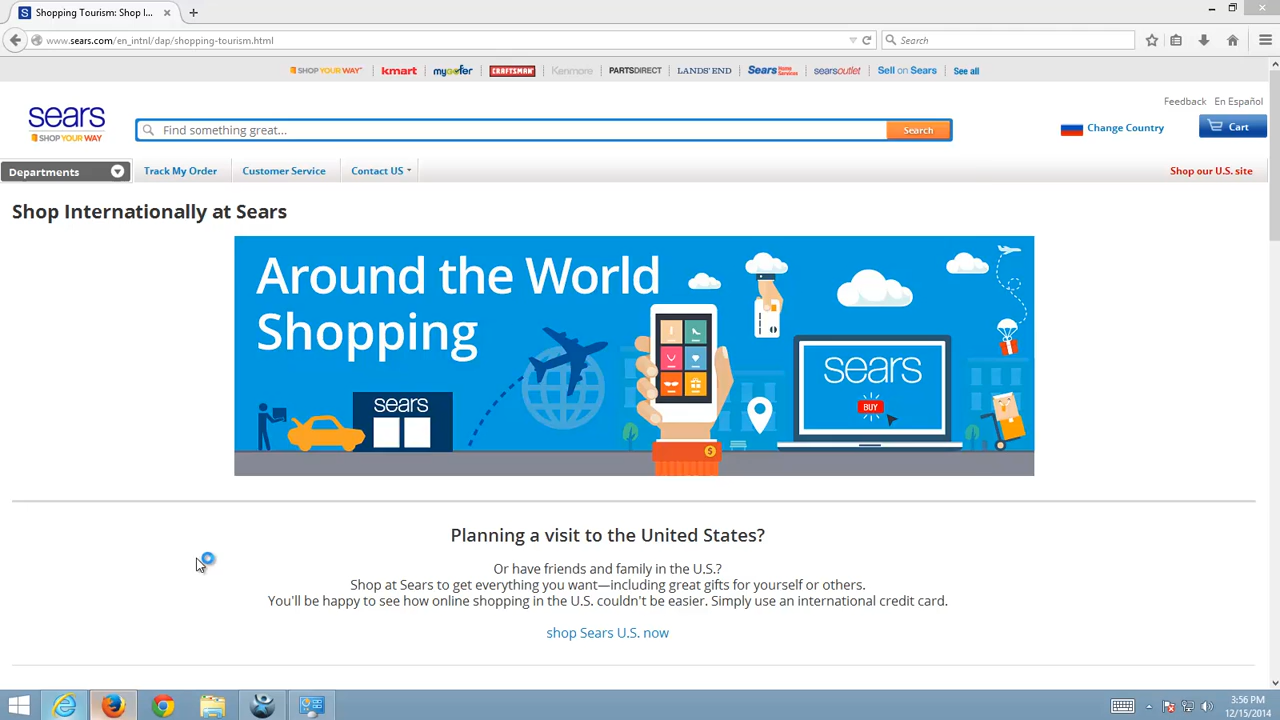 Shopping Tourism: Shop I...
www.sears.com/en_intnl/dap/shopping-tourism.html
Search
SHOP YOUR WAY
kmart
mygofer
CRAFTSMAN
Kenmore
PARTSDIRECT
LANDS' END
Sears Home Services
searsoutlet
Sell on Sears
See all
Feedback
En Español
sears
SHOP YOUR WAY
Find something great...
Search
Change Country
Cart
Departments
Track My Order
Customer Service
Contact US
Shop our U.S. site
Shop Internationally at Sears
Around the World
Shopping
sears
sears
BUY
Planning a visit to the United States?
Or have friends and family in the U.S.?
Shop at Sears to get everything you want—including great gifts for yourself or others.
You'll be happy to see how online shopping in the U.S. couldn't be easier. Simply use an international credit card.
shop Sears U.S. now
3:56 PM
12/15/2014